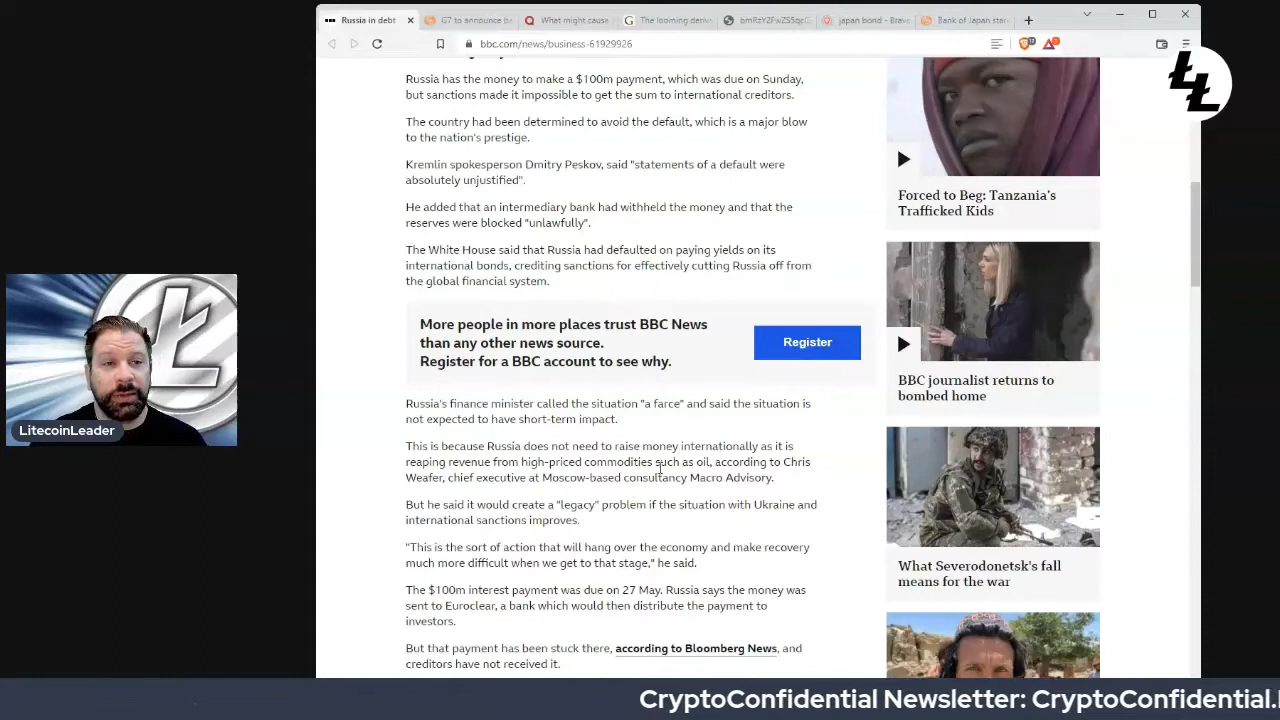 Russia in debt
G7 to announce be
What might cause
The looming deriv
bmRzY2FwZS5qcG
japan bond - Brave
Bank of Japan star
bbc.com/news/business-61929926
Russia has the money to make a $100m payment, which was due on Sunday,
but sanctions made it impossible to get the sum to international creditors.
The country had been determined to avoid the default, which is a major blow
to the nation's prestige.
Kremlin spokesperson Dmitry Peskov, said "statements of a default were
absolutely unjustified".
He added that an intermediary bank had withheld the money and that the
reserves were blocked "unlawfully".
The White House said that Russia had defaulted on paying yields on its
international bonds, crediting sanctions for effectively cutting Russia off from
the global financial system.
More people in more places trust BBC News
than any other news source.
Register for a BBC account to see why.
Register
Russia's finance minister called the situation "a farce" and said the situation is
not expected to have short-term impact.
This is because Russia does not need to raise money internationally as it is
reaping revenue from high-priced commodities such as oil, according to Chris
Weafer, chief executive at Moscow-based consultancy Macro Advisory.
But he said it would create a "legacy" problem if the situation with Ukraine and
international sanctions improves.
"This is the sort of action that will hang over the economy and make recovery
much more difficult when we get to that stage," he said.
The $100m interest payment was due on 27 May. Russia says the money was
sent to Euroclear, a bank which would then distribute the payment to
investors.
But that payment has been stuck there, according to Bloomberg News, and
creditors have not received it.
Forced to Beg: Tanzania's
Trafficked Kids
BBC journalist returns to
bombed home
What Severodonetsk's fall
means for the war
LitecoinLeader
CryptoConfidential Newsletter: CryptoConfidential.